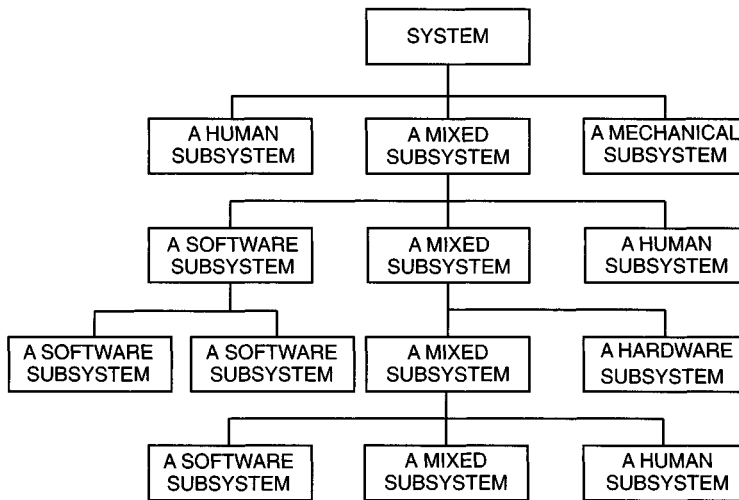 SYSTEM
A HUMAN
SUBSYSTEM
A MIXED
SUBSYSTEM
A MECHANICAL
SUBSYSTEM
A SOFTWARE
SUBSYSTEM
A MIXED
SUBSYSTEM
A HUMAN
SUBSYSTEM
A SOFTWARE
SUBSYSTEM
A SOFTWARE
SUBSYSTEM
A MIXED
SUBSYSTEM
A HARDWARE
SUBSYSTEM
A SOFTWARE
SUBSYSTEM
A MIXED
SUBSYSTEM
A HUMAN
SUBSYSTEM